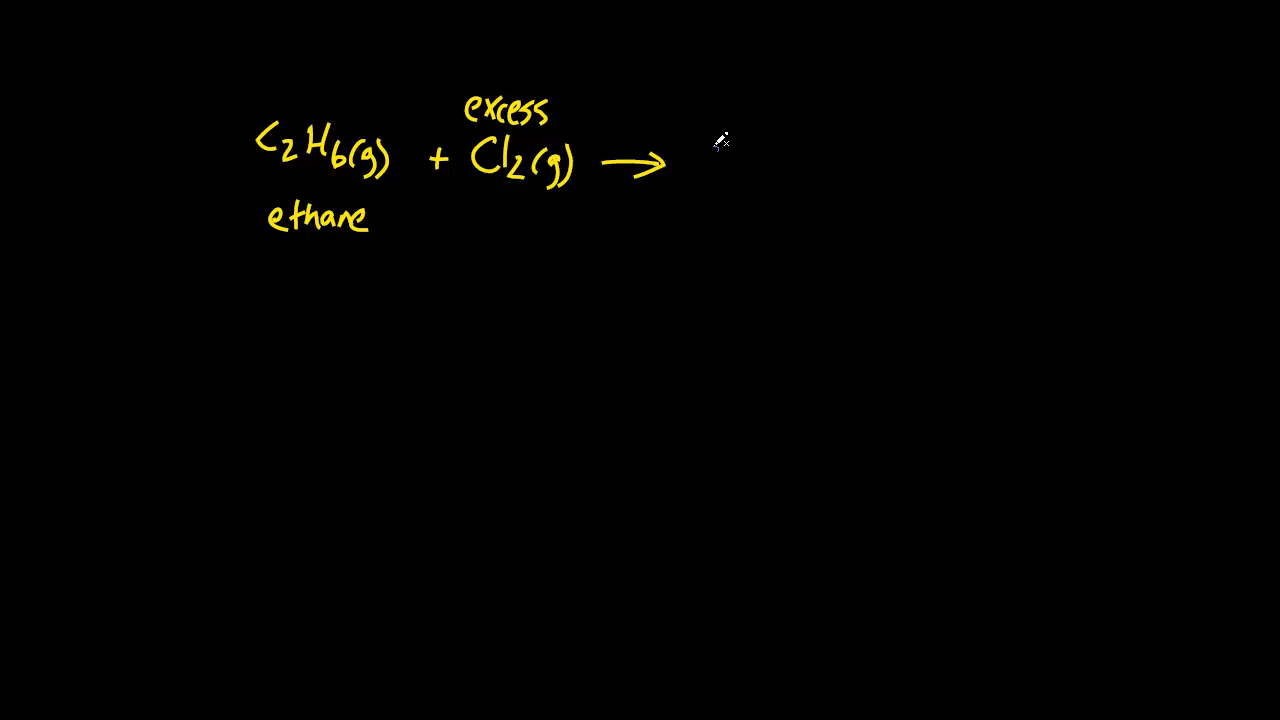 excess
C₂H₆(g) + Cl₂(g) →
ethane